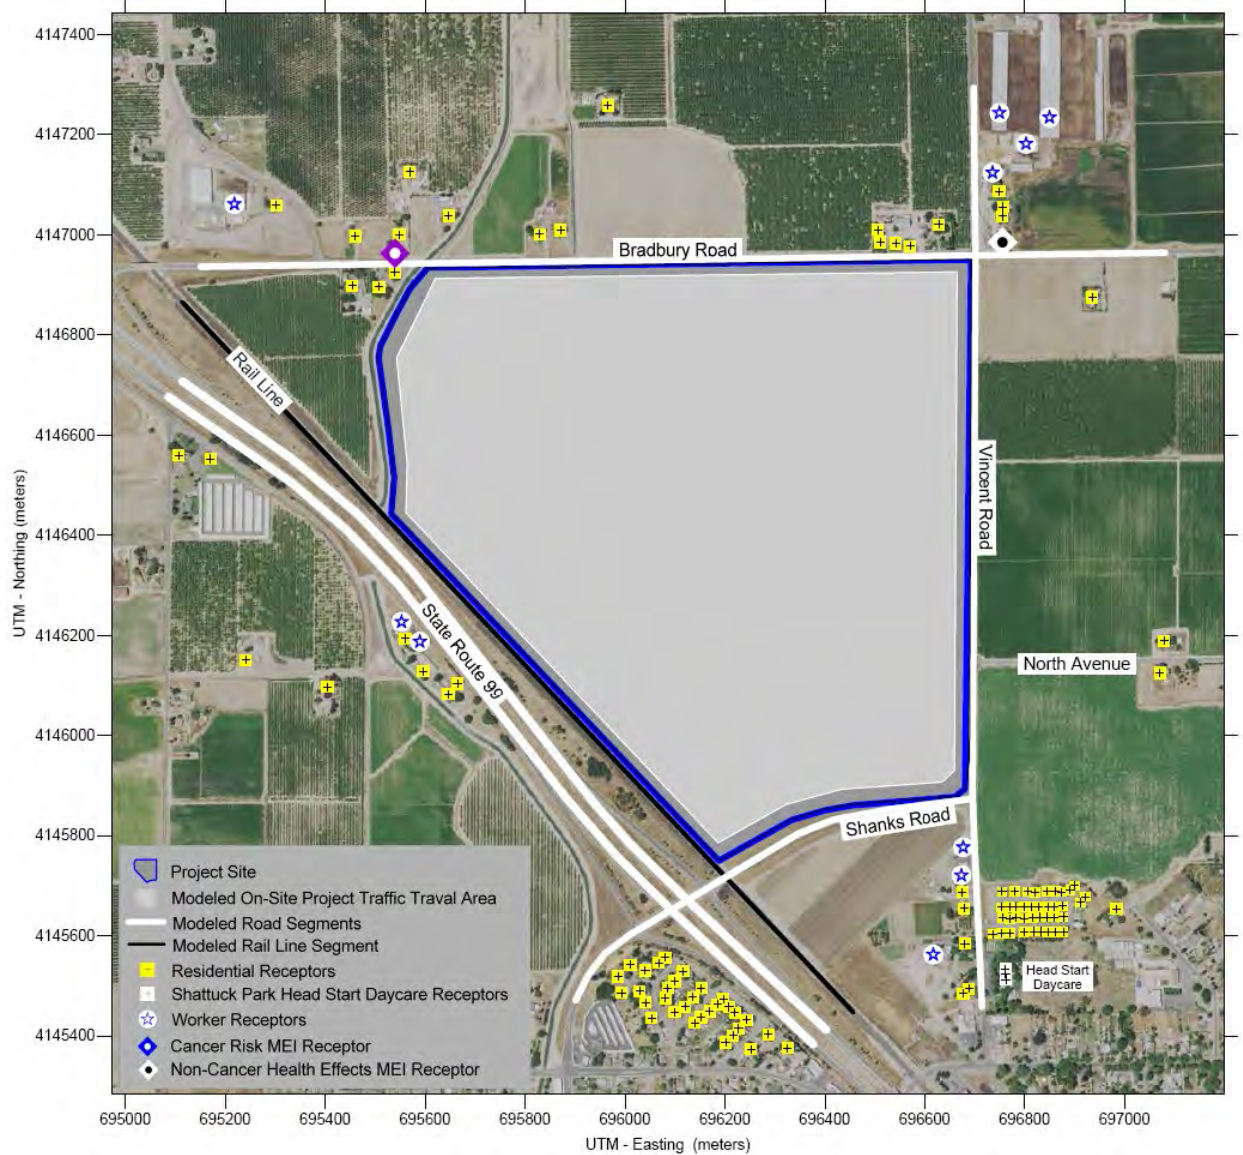 4147400
4147200
4147000
4146800
4146600
4146400
4146200
4146000
4145800
4145600
4145400
UTM - Northing (meters)
Bradbury Road
Rail Line
Vincent Road
State Route 99
North Avenue
Shanks Road
Head Start
Daycare
Project Site
Modeled On-Site Project Traffic Traval Area
Modeled Road Segments
Modeled Rail Line Segment
Residential Receptors
Shattuck Park Head Start Daycare Receptors
Worker Receptors
Cancer Risk MEI Receptor
Non-Cancer Health Effects MEI Receptor
695000 695200 695400 695600 695800 696000 696200 696400 696600 696800 697000
UTM - Easting (meters)